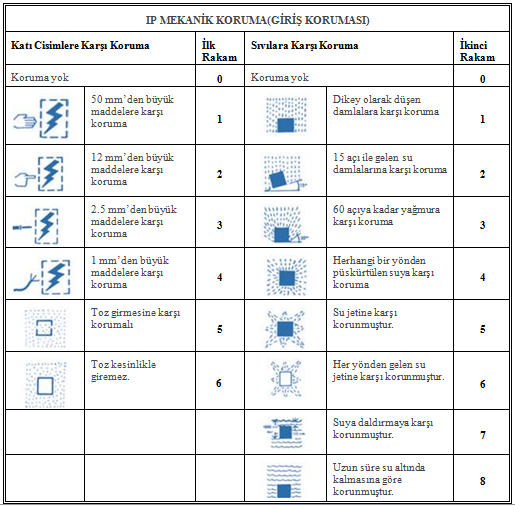 IP MEKANİK KORUMA(GİRİŞ KORUMASI)
Katı Cisimlere Karşı Koruma
İlk
Rakam
Sıvılara Karşı Koruma
İkinci
Rakam
Koruma yok
0
Koruma yok
0
50 mm’den büyük
maddelere karşı
koruma
1
Dikey olarak düşen
damlalara karşı koruma
1
12 mm’den büyük
maddelere karşı
koruma
2
15 açı ile gelen su
damlalarına karşı koruma
2
2.5 mm’den büyük
maddelere karşı
koruma
3
60 açıya kadar yağmura
karşı koruma
3
1 mm’den büyük
maddelere karşı
koruma
4
Herhangi bir yönden
püskürtülen suya karşı
koruma
4
Toz girmesine karşı
korumalı
5
Su jetine karşı
korunmuştur.
5
Toz kesinlikle
giremez.
6
Her yönden gelen su
jetine karşı korunmuştur.
6
Suya daldırmaya karşı
korunmuştur.
7
Uzun süre su altında
kalmasına göre
korunmuştur.
8